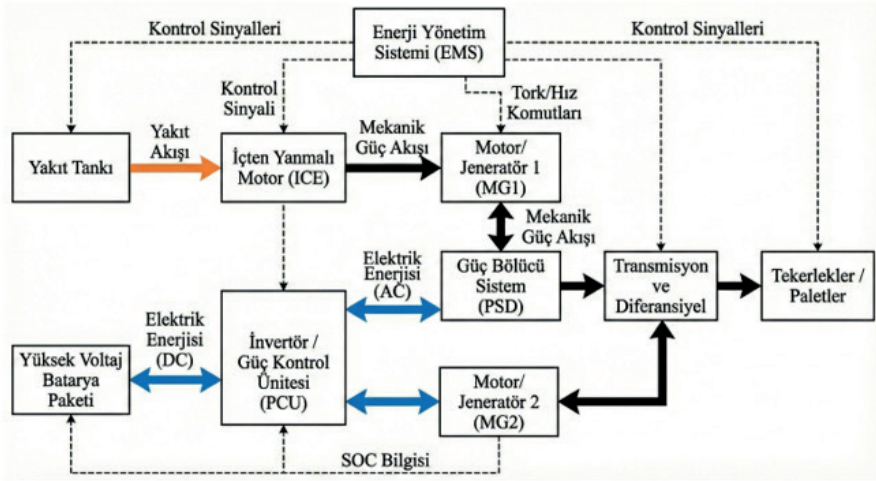 Kontrol Sinyalleri
Enerji Yönetim
Sistemi (EMS)
Kontrol Sinyalleri
Kontrol
Sinyali
Tork/Hız
Komutları
Yakıt Tankı
Yakıt
Akışı
İçten Yanmalı
Motor (ICE)
Mekanik
Güç Akışı
Motor/
Jeneratör 1
(MG1)
Mekanik
Güç Akışı
Elektrik
Enerjisi
(AC)
Güç Bölücü
Sistem
(PSD)
Transmisyon
ve
Diferansiyel
Tekerlekler /
Paletler
Yüksek Voltaj
Batarya
Paketi
Elektrik
Enerjisi
(DC)
İnvertör /
Güç Kontrol
Ünitesi
(PCU)
Motor/
Jeneratör 2
(MG2)
SOC Bilgisi